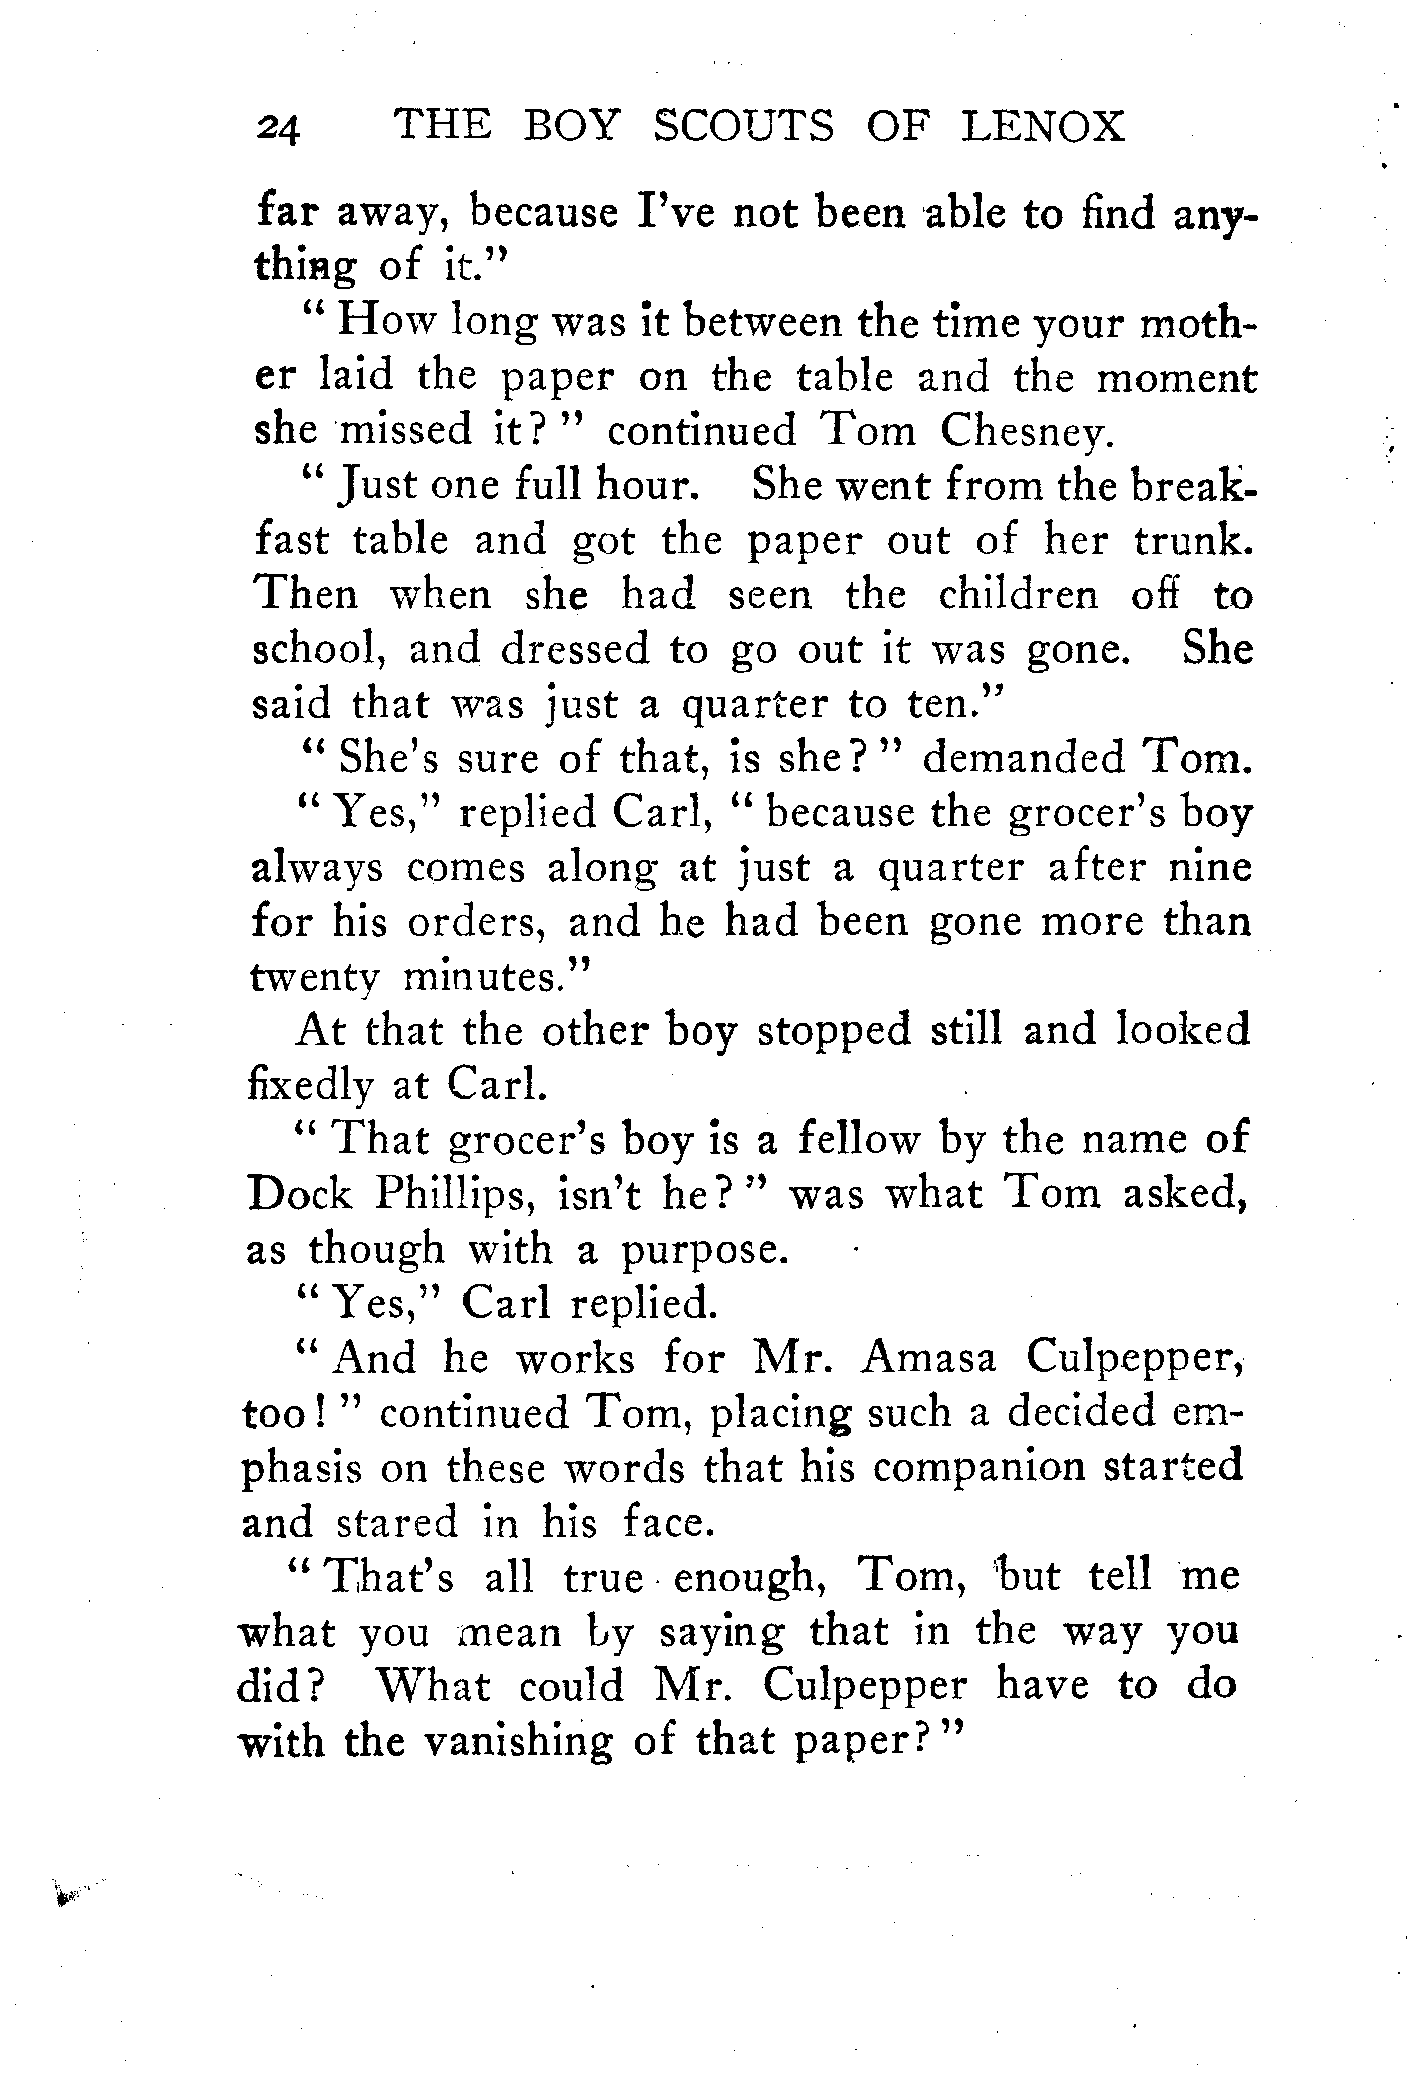 24 THE BOY SCOUTS OF LENOX
far away, because I've not been able to find any-
thing of it."
" How long was it between the time your moth-
er laid the paper on the table and the moment
she missed it? " continued Tom Chesney.
" Just one full hour. She went from the break-
fast table and got the paper out of her trunk.
Then when she had seen the children off to
school, and dressed to go out it was gone. She
said that was just a quarter to ten."
" She's sure of that, is she? " demanded Tom.
" Yes," replied Carl, " because the grocer's boy
always comes along at just a quarter after nine
for his orders, and he had been gone more than
twenty minutes."
At that the other boy stopped still and looked
fixedly at Carl.
" That grocer's boy is a fellow by the name of
Dock Phillips, isn't he? " was what Tom asked,
as though with a purpose.
" Yes," Carl replied.
" And he works for Mr. Amasa Culpepper,
too! " continued Tom, placing such a decided em-
phasis on these words that his companion started
and stared in his face.
" That's all true enough, Tom, but tell me
what you mean by saying that in the way you
did? What could Mr. Culpepper have to do
with the vanishing of that paper? "